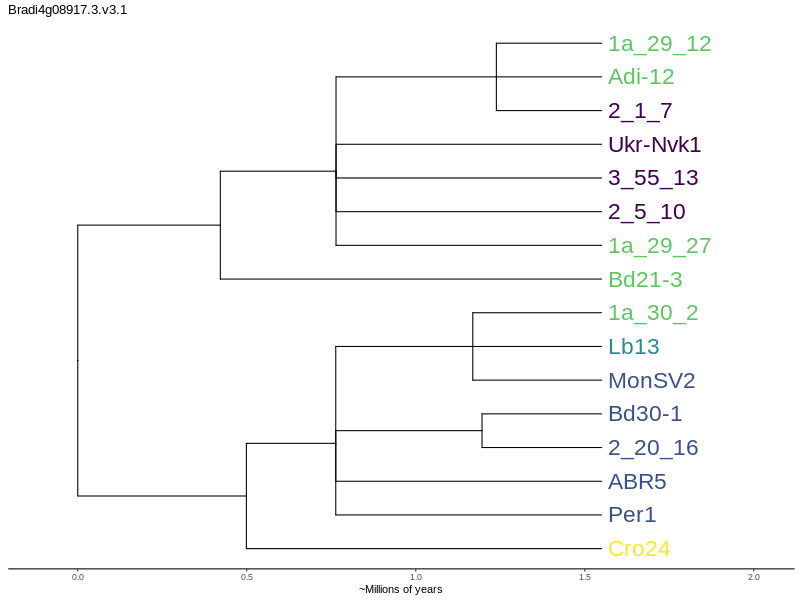 Bradi4g08917.3.v3.1
1a_29_12
Adi-12
2_1_7
Ukr-Nvk1
3_55_13
2_5_10
1a_29_27
Bd21-3
1a_30_2
Lb13
MonSV2
Bd30-1
2_20_16
ABR5
Per1
Cro24
0.0 0.5 1.0 1.5 2.0
~Millions of years